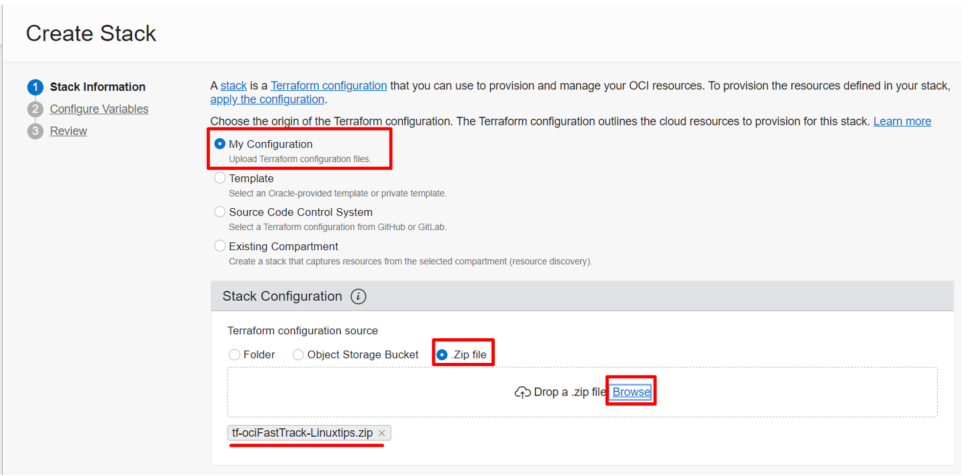 Create Stack
1 Stack Information
2 Configure Variables
3 Review
A stack is a Terraform configuration that you can use to provision and manage your OCI resources. To provision the resources defined in your stack,
apply the configuration.
Choose the origin of the Terraform configuration. The Terraform configuration outlines the cloud resources to provision for this stack. Learn more
My Configuration
Upload Terraform configuration files.
Template
Select an Oracle-provided template or private template.
Source Code Control System
Select a Terraform configuration from GitHub or GitLab.
Existing Compartment
Create a stack that captures resources from the selected compartment (resource discovery).
Stack Configuration i
Terraform configuration source
Folder Object Storage Bucket .Zip file
Drop a .zip file Browse
tf-ociFastTrack-Linuxtips.zip ×